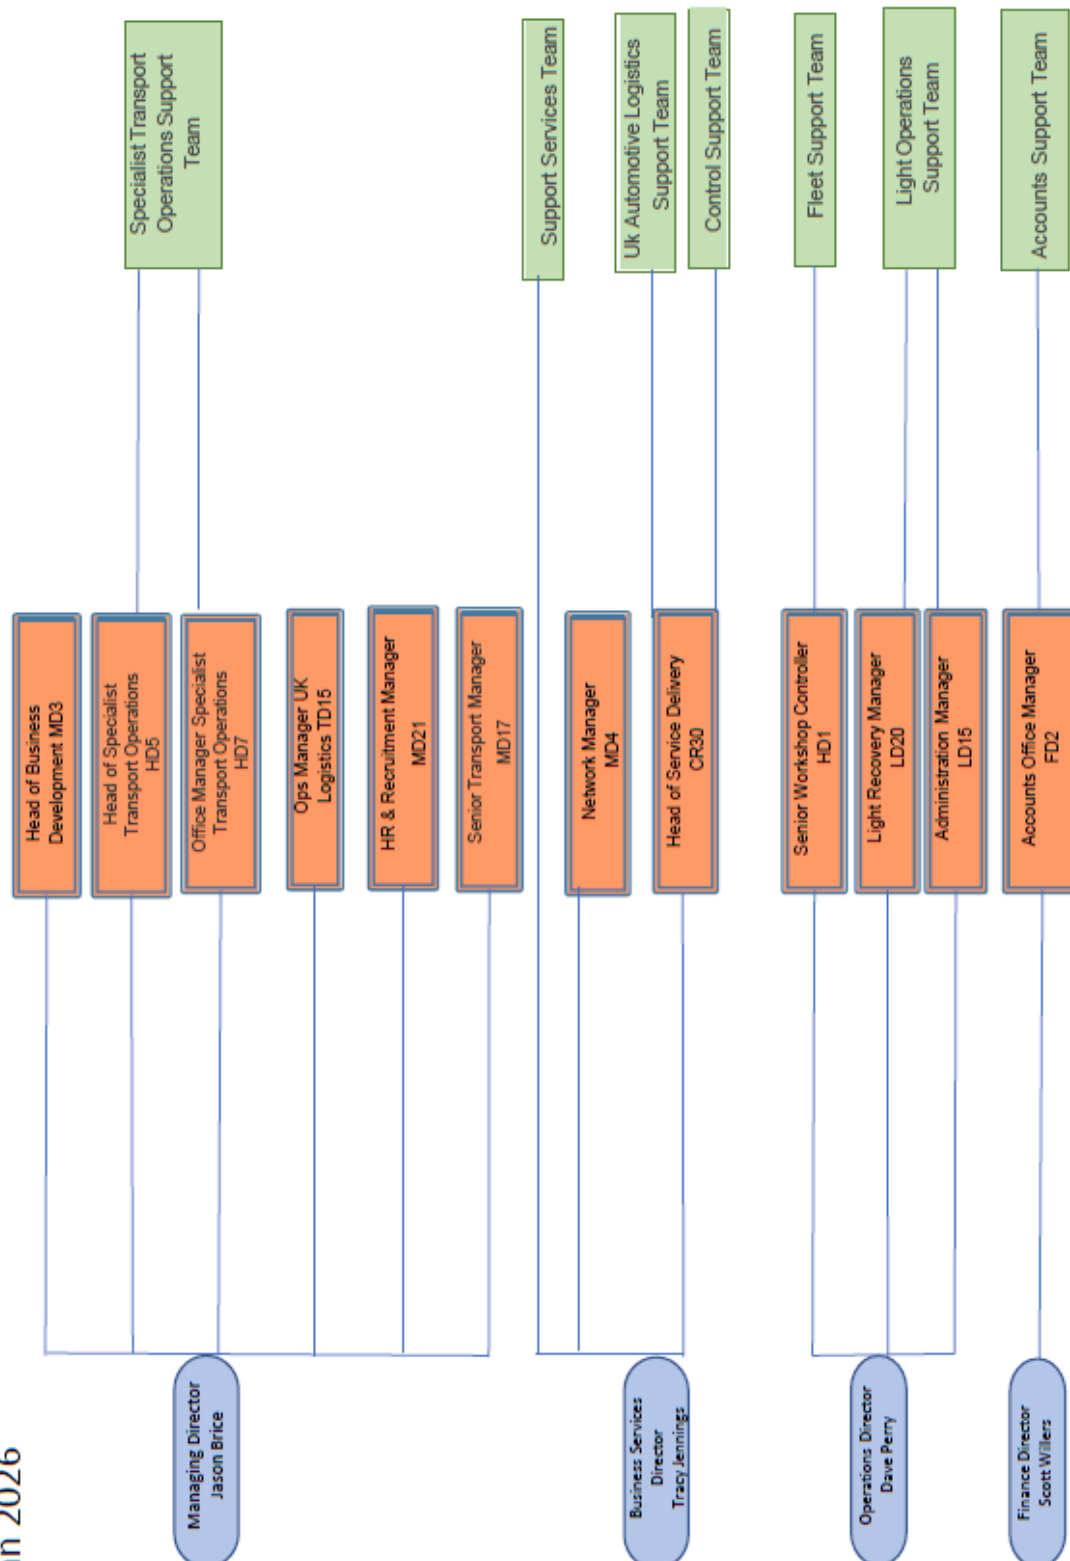 n 2026
Managing Director
Jason Brice
Business Services
Director
Tracy Jennings
Operations Director
Dave Perry
Finance Director
Scott Willers
Head of Business
Development MD3
Head of Specialist
Transport Operations
HD5
Office Manager Specialist
Transport Operations
HD7
Ops Manager UK
Logistics TD15
HR & Recruitment Manager
MD21
Senior Transport Manager
MD17
Network Manager
MD4
Head of Service Delivery
CR30
Senior Workshop Controller
HD1
Light Recovery Manager
LD20
Administration Manager
LD15
Accounts Office Manager
FD2
Specialist Transport
Operations Support
Team
Support Services Team
Uk Automotive Logistics
Support Team
Control Support Team
Fleet Support Team
Light Operations
Support Team
Accounts Support Team